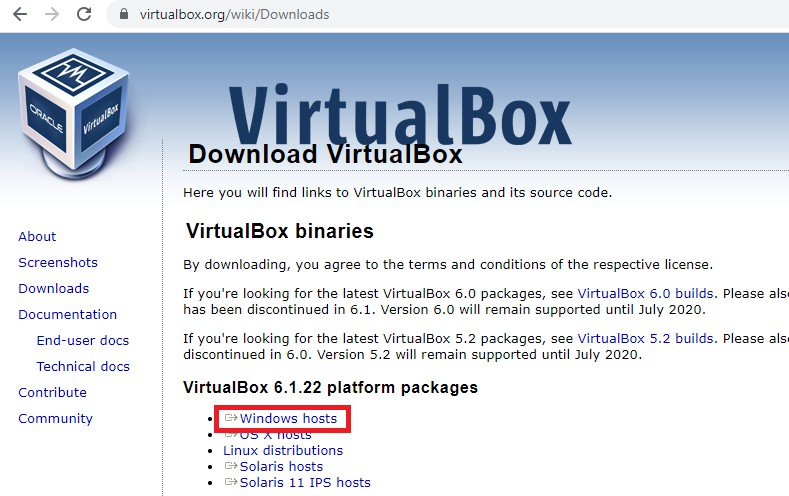 virtualbox.org/wiki/Downloads
ORACLE
VirtualBox
VirtualBox
Download VirtualBox
Here you will find links to VirtualBox binaries and its source code.
VirtualBox binaries
About
By downloading, you agree to the terms and conditions of the respective license.
Screenshots
Downloads
If you're looking for the latest VirtualBox 6.0 packages, see VirtualBox 6.0 builds. Please also
has been discontinued in 6.1. Version 6.0 will remain supported until July 2020.
Documentation
End-user docs
If you're looking for the latest VirtualBox 5.2 packages, see VirtualBox 5.2 builds. Please also
discontinued in 6.0. Version 5.2 will remain supported until July 2020.
Technical docs
Contribute
Community
VirtualBox 6.1.22 platform packages
Windows hosts
OS X hosts
Linux distributions
Solaris hosts
Solaris 11 IPS hosts